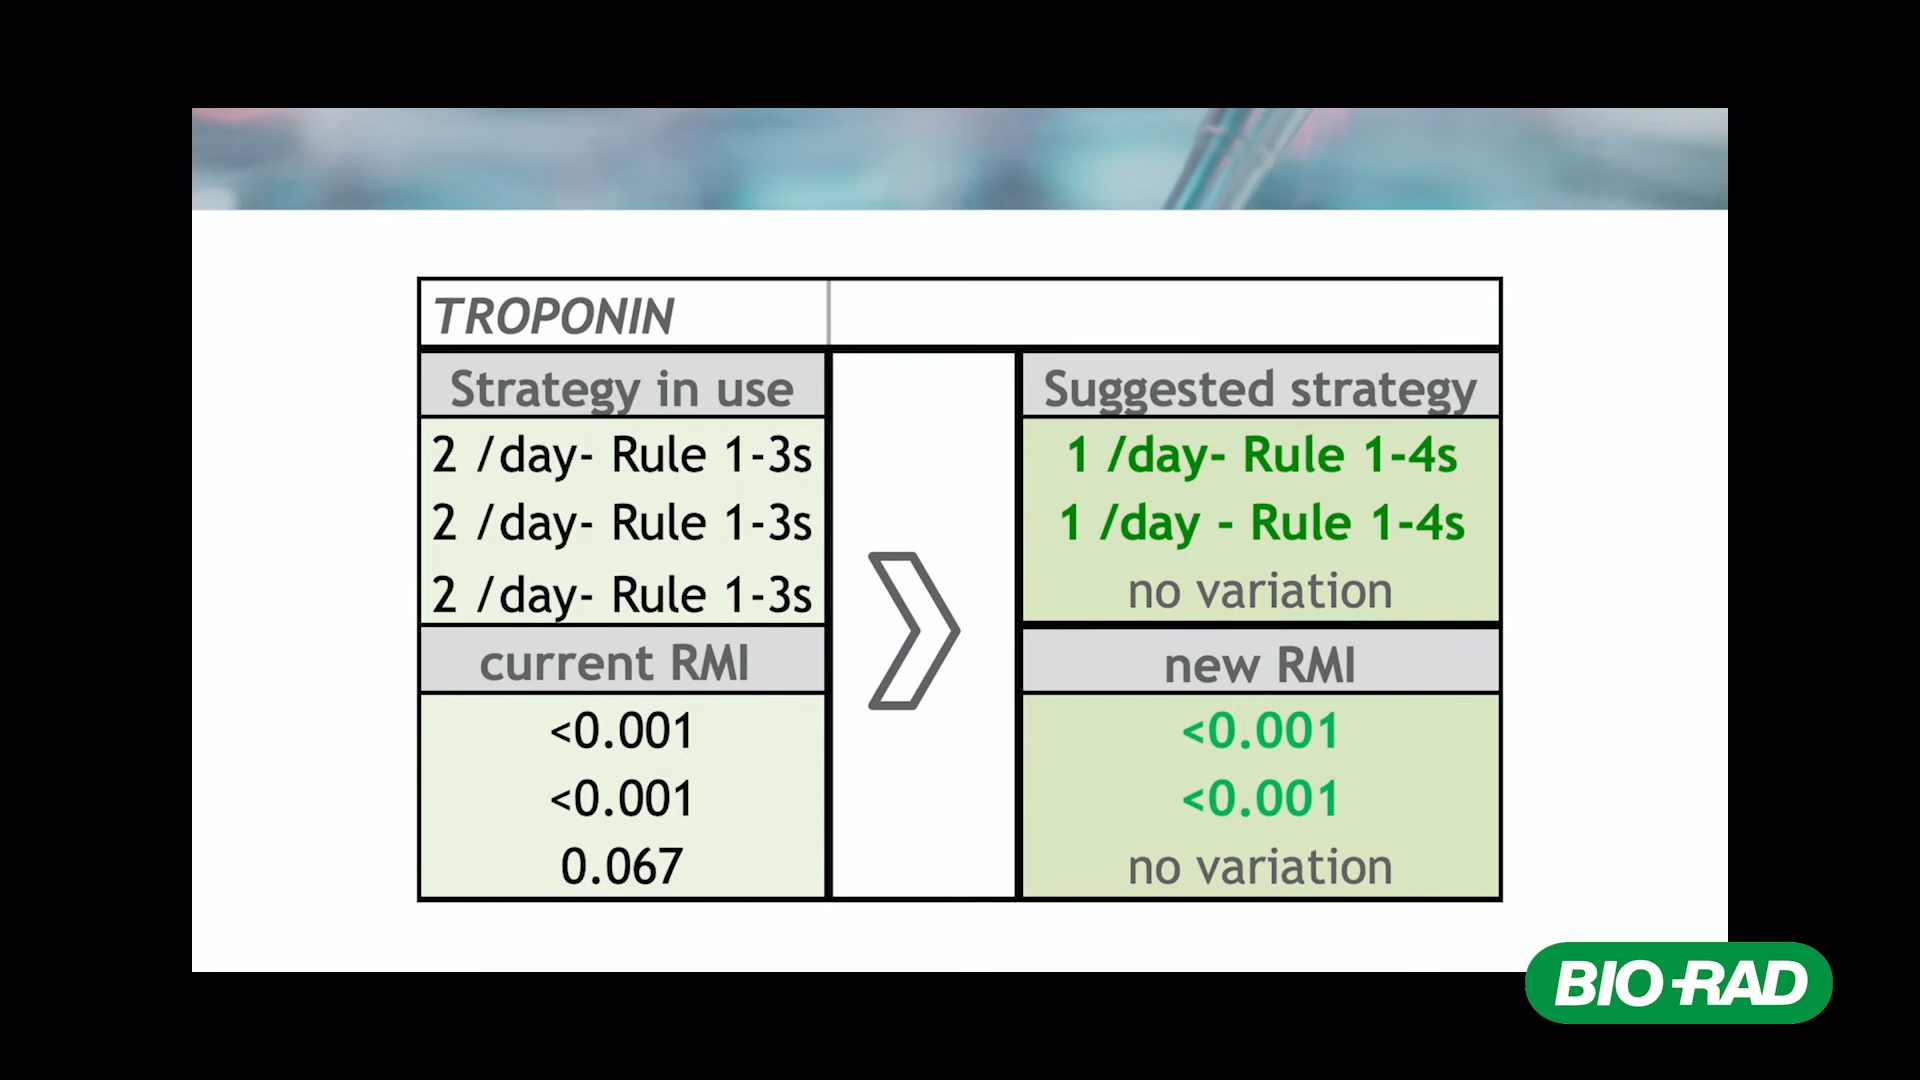 TROPONIN
Strategy in use
2 /day- Rule 1-3s
2 /day- Rule 1-3s
2 /day- Rule 1-3s
current RMI
<0.001
<0.001
0.067
Suggested strategy
1 /day- Rule 1-4s
1 /day - Rule 1-4s
no variation
new RMI
<0.001
<0.001
no variation
BIO-RAD